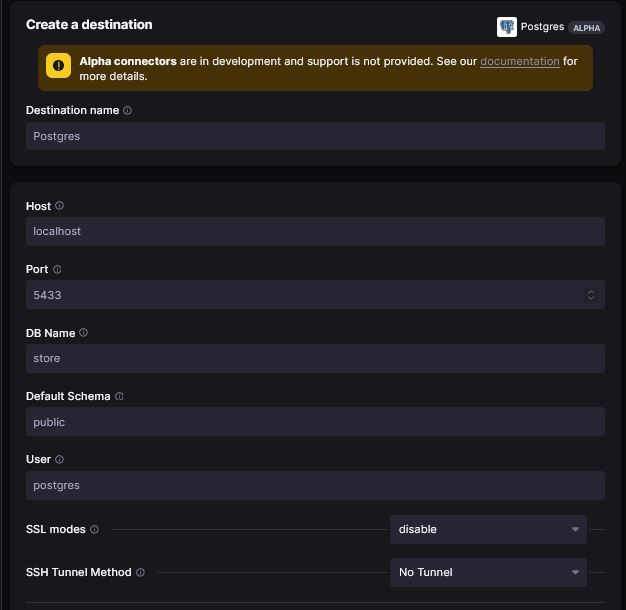 Create a destination
Postgres ALPHA
Alpha connectors are in development and support is not provided. See our documentation for
more details.
Destination name
Postgres
Host
localhost
Port
5433
DB Name
store
Default Schema
public
User
postgres
SSL modes
disable
SSH Tunnel Method
No Tunnel